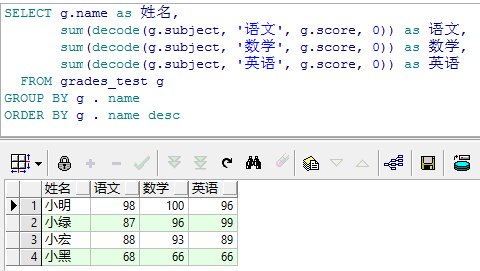 SELECT g.name as 姓名,
sum(decode(g.subject, '语文', g.score, 0)) as 语文,
sum(decode(g.subject, '数学', g.score, 0)) as 数学,
sum(decode(g.subject, '英语', g.score, 0)) as 英语
FROM grades_test g
GROUP BY g . name
ORDER BY g . name desc
姓名 语文 数学 英语
1 小明 98 100 96
2 小绿 87 96 99
3 小宏 88 93 89
4 小黑 68 66 66